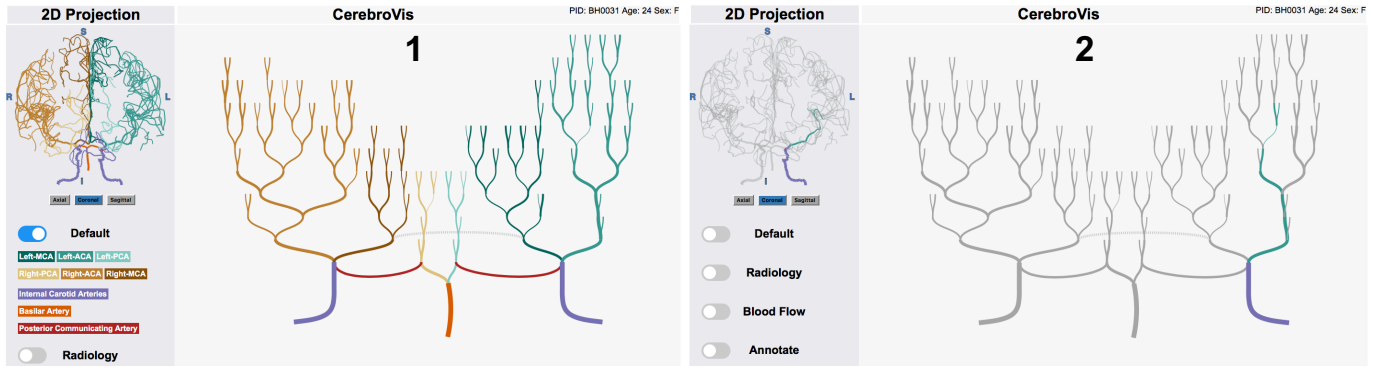 2D Projection
CerebroVis
PID: BH0031 Age: 24 Sex: F
1
S
R
L
I
Axial Coronal Sagittal
Default
Left-MCA Left-ACA Left-PCA
Right-PCA Right-ACA Right-MCA
Internal Carotid Arteries
Basilar Artery
Posterior Communicating Artery
Radiology
2D Projection
CerebroVis
PID: BH0031 Age: 24 Sex: F
2
S
R
L
I
Axial Coronal Sagittal
Default
Radiology
Blood Flow
Annotate